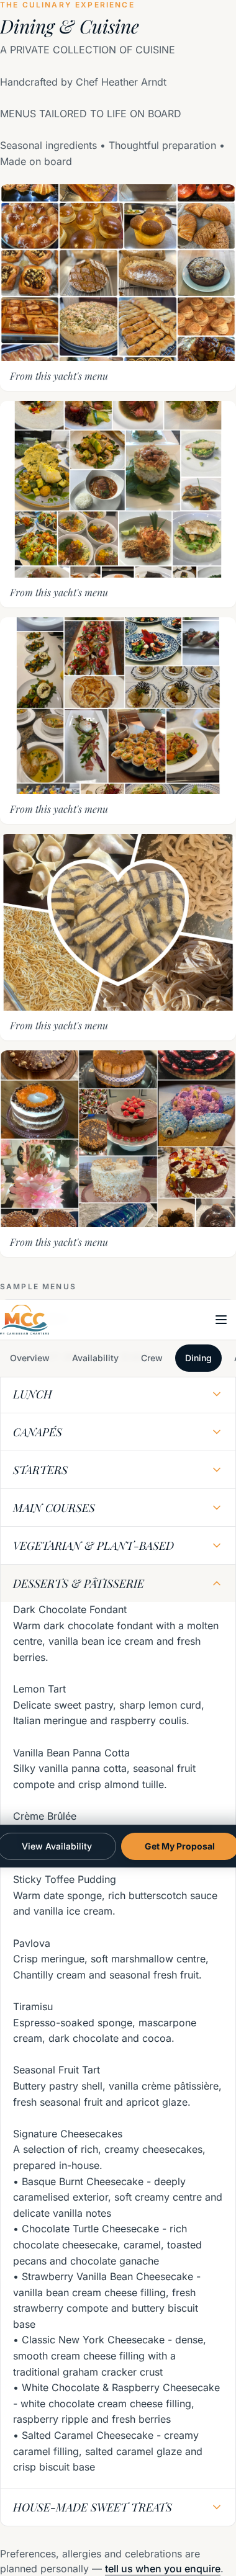 THE CULINARY EXPERIENCE
Dining & Cuisine
A PRIVATE COLLECTION OF CUISINE
Handcrafted by Chef Heather Arndt
MENUS TAILORED TO LIFE ON BOARD
Seasonal ingredients • Thoughtful preparation •
Made on board
From this yacht's menu
From this yacht's menu
From this yacht's menu
From this yacht's menu
From this yacht's menu
SAMPLE MENUS
MCC
MY CARIBBEAN CHARTERS
Overview Availability Crew Dining
LUNCH
CANAPÉS
STARTERS
MAIN COURSES
VEGETARIAN & PLANT-BASED
DESSERTS & PÂTISSERIE
Dark Chocolate Fondant
Warm dark chocolate fondant with a molten
centre, vanilla bean ice cream and fresh
berries.
Lemon Tart
Delicate sweet pastry, sharp lemon curd,
Italian meringue and raspberry coulis.
Vanilla Bean Panna Cotta
Silky vanilla panna cotta, seasonal fruit
compote and crisp almond tuille.
Crème Brûlée
View Availability Get My Proposal
Sticky Toffee Pudding
Warm date sponge, rich butterscotch sauce
and vanilla ice cream.
Pavlova
Crisp meringue, soft marshmallow centre,
Chantilly cream and seasonal fresh fruit.
Tiramisu
Espresso-soaked sponge, mascarpone
cream, dark chocolate and cocoa.
Seasonal Fruit Tart
Buttery pastry shell, vanilla crème pâtissière,
fresh seasonal fruit and apricot glaze.
Signature Cheesecakes
A selection of rich, creamy cheesecakes,
prepared in-house.
• Basque Burnt Cheesecake - deeply
caramelised exterior, soft creamy centre and
delicate vanilla notes
• Chocolate Turtle Cheesecake - rich
chocolate cheesecake, caramel, toasted
pecans and chocolate ganache
• Strawberry Vanilla Bean Cheesecake -
vanilla bean cream cheese filling, fresh
strawberry compote and buttery biscuit
base
• Classic New York Cheesecake - dense,
smooth cream cheese filling with a
traditional graham cracker crust
• White Chocolate & Raspberry Cheesecake
- white chocolate cream cheese filling,
raspberry ripple and fresh berries
• Salted Caramel Cheesecake - creamy
caramel filling, salted caramel glaze and
crisp biscuit base
HOUSE-MADE SWEET TREATS
Preferences, allergies and celebrations are
planned personally — tell us when you enquire.